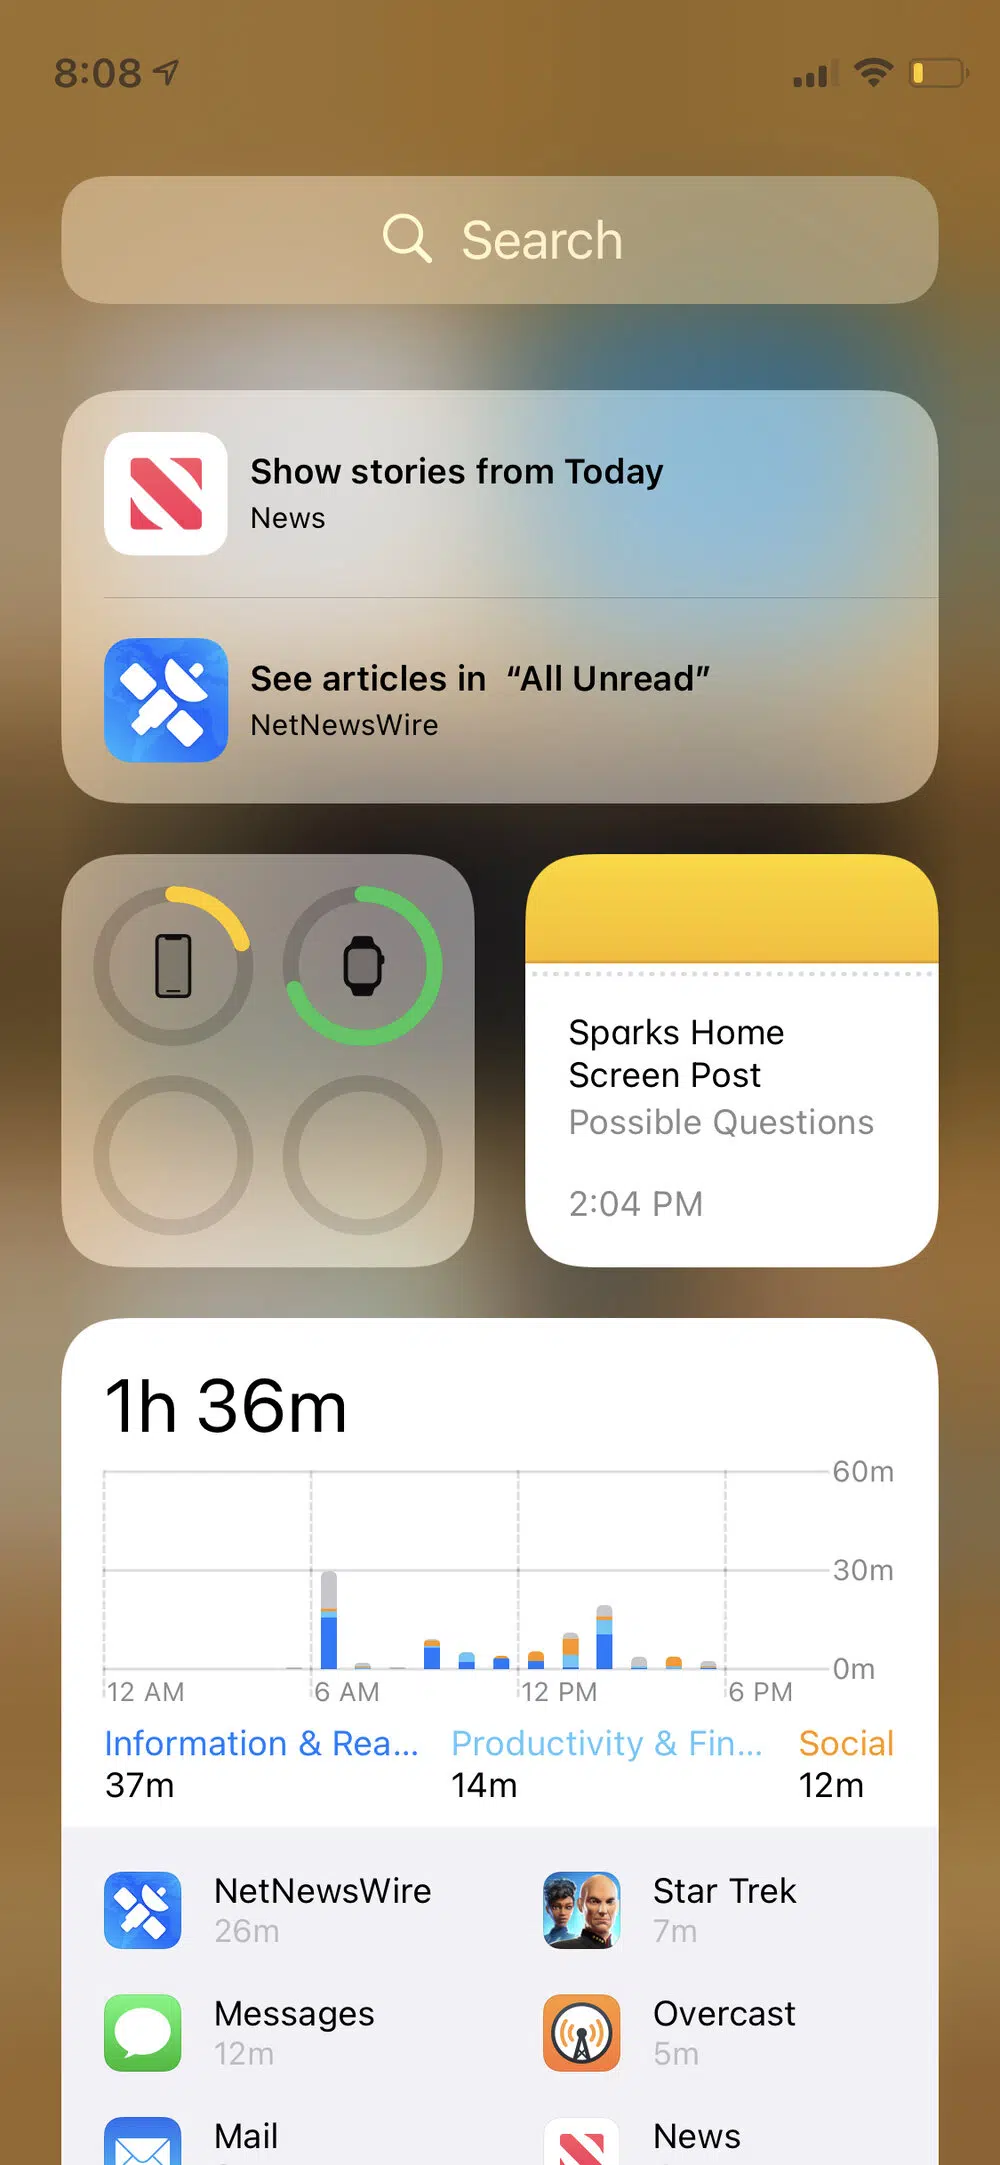 8:08
Search
Show stories from Today
News
See articles in “All Unread”
NetNewsWire
Sparks Home
Screen Post
Possible Questions
2:04 PM
1h 36m
60m
30m
0m
12 AM 6 AM 12 PM 6 PM
Information & Rea... Productivity & Fin... Social
37m 14m 12m
NetNewsWire
26m
Star Trek
7m
Messages
12m
Overcast
5m
Mail
News